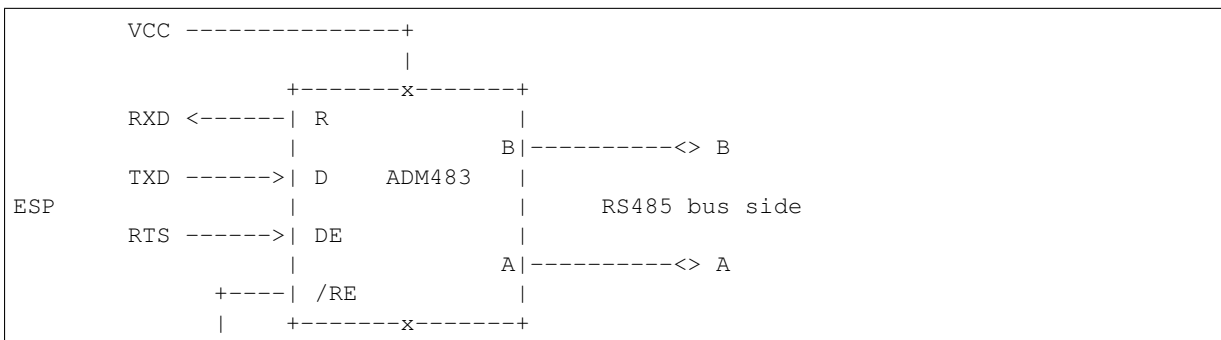 VCC ---------------+
                           |
                   +-------x-------+
        RXD <------| R             |
                   |              B|----------<> B
        TXD ------>| D    ADM483   |
ESP                |               |     RS485 bus side
        RTS ------>| DE            |
                   |              A|----------<> A
              +----| /RE           |
              |    +-------x-------+